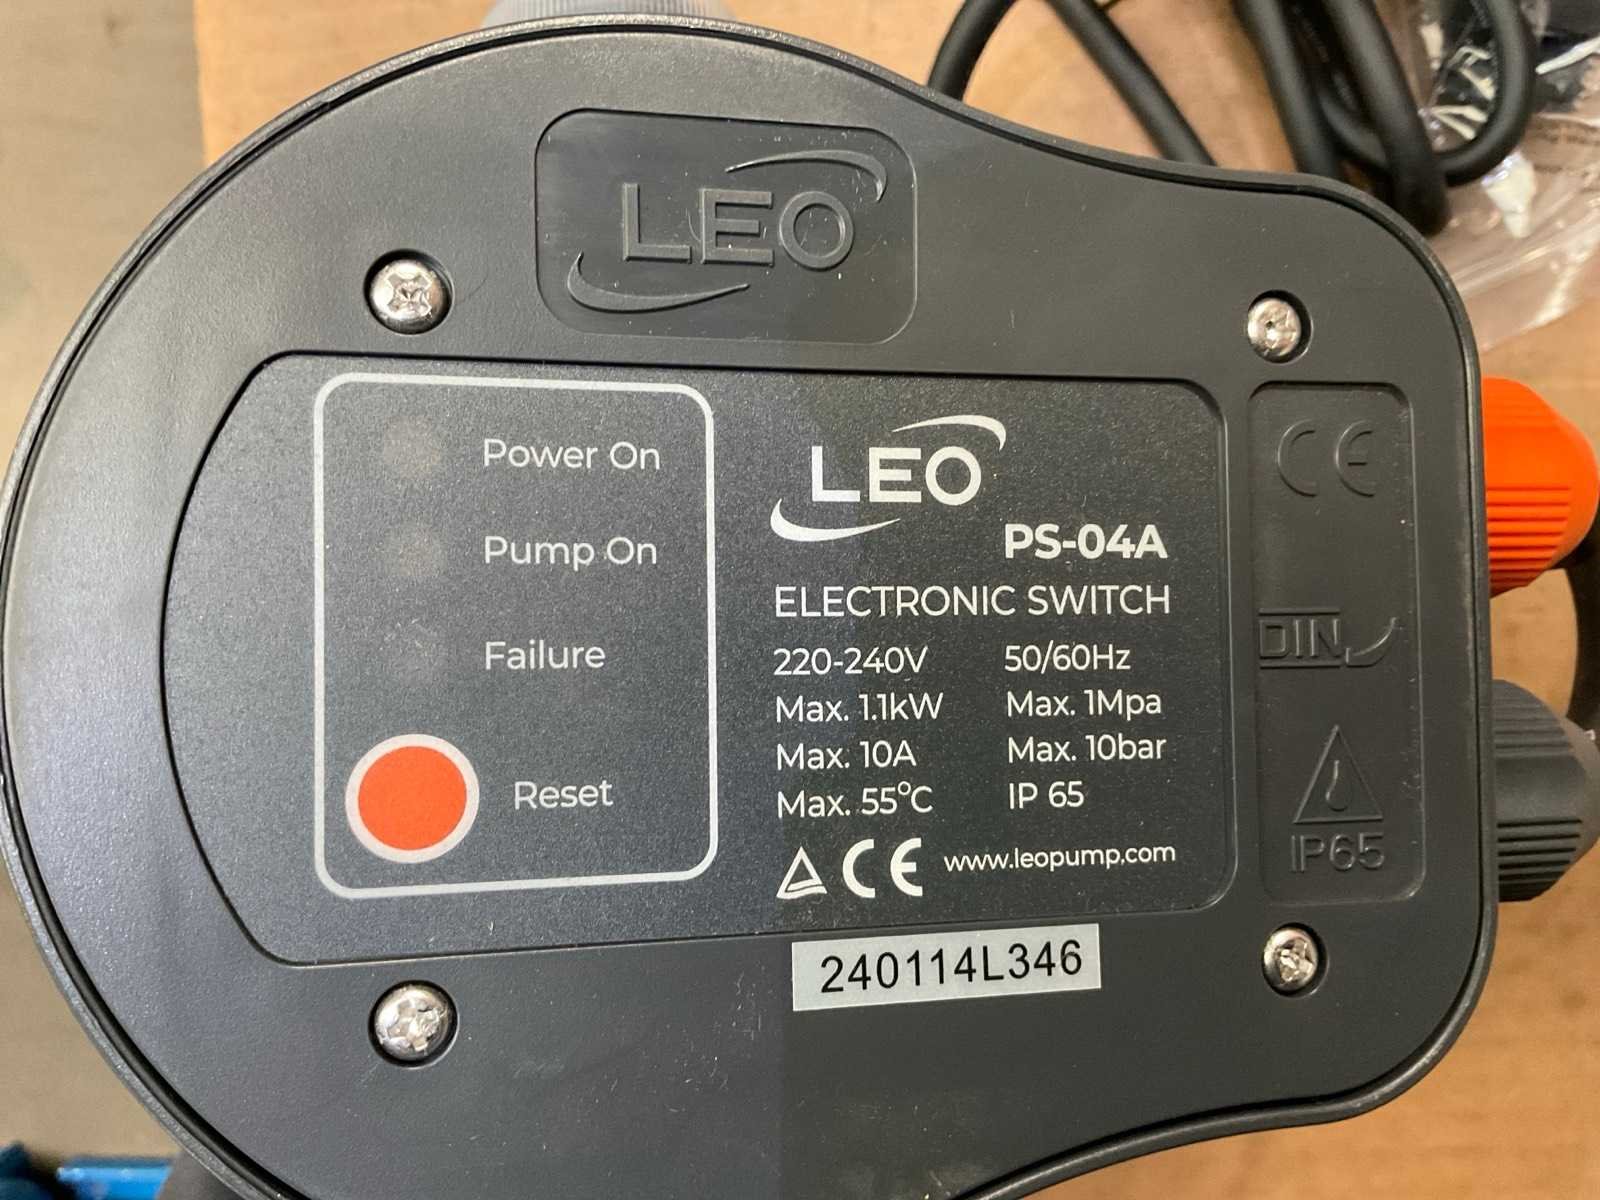 LEO
Power On
Pump On
Failure
Reset
LEO
PS-04A
ELECTRONIC SWITCH
220-240V 50/60Hz
Max. 1.1kW Max. 1Mpa
Max. 10A Max. 10bar
Max. 55°C IP 65
CE www.leopump.com
CE
DIN
IP65
240114L346